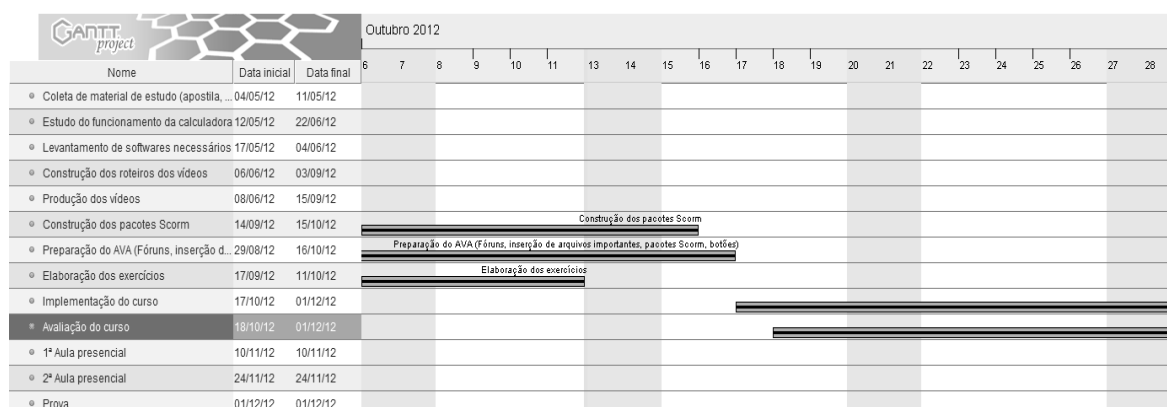 GANTT project
Outubro 2012
Nome Data inicial Data final 6 7 8 9 10 11 13 14 15 16 17 18 19 20 21 22 23 24 25 26 27 28
Coleta de material de estudo (apostila, ... 04/05/12 11/05/12
Estudo do funcionamento da calculadora 12/05/12 22/06/12
Levantamento de softwares necessários 17/05/12 04/06/12
Construção dos roteiros dos vídeos 06/06/12 03/09/12
Produção dos vídeos 08/06/12 15/09/12
Construção dos pacotes Scorm 14/09/12 15/10/12 Construção dos pacotes Scorm
Preparação do AVA (Fóruns, inserção d... 29/08/12 16/10/12 Preparação do AVA (Fóruns, inserção de arquivos importantes, pacotes Scorm, botões)
Elaboração dos exercícios 17/09/12 11/10/12 Elaboração dos exercícios
Implementação do curso 17/10/12 01/12/12
Avaliação do curso 18/10/12 01/12/12
1ª Aula presencial 10/11/12 10/11/12
2ª Aula presencial 24/11/12 24/11/12
Prova 01/12/12 01/12/12